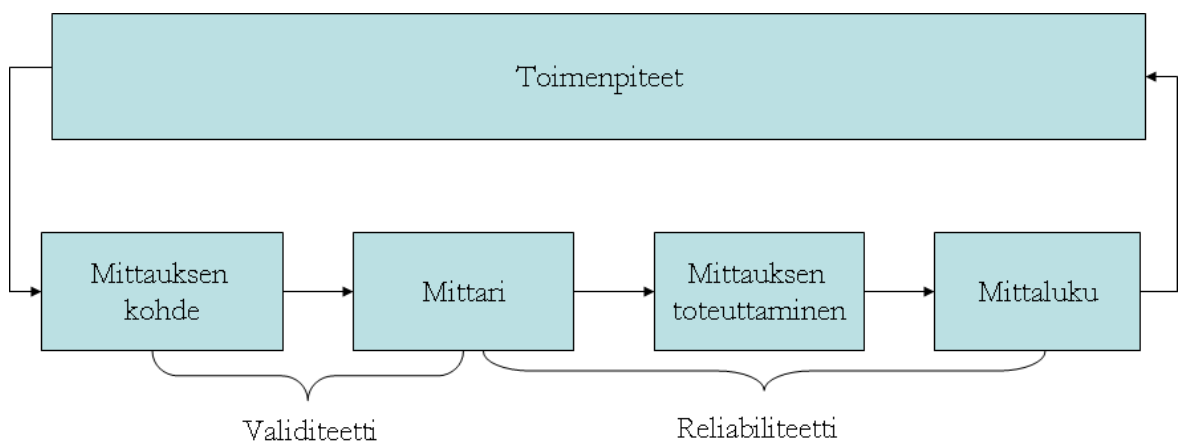 Toimenpiteet
Mittauksen
kohde
Mittari
Mittauksen
toteuttaminen
Mittaluku
Validiteetti
Reliabiliteetti